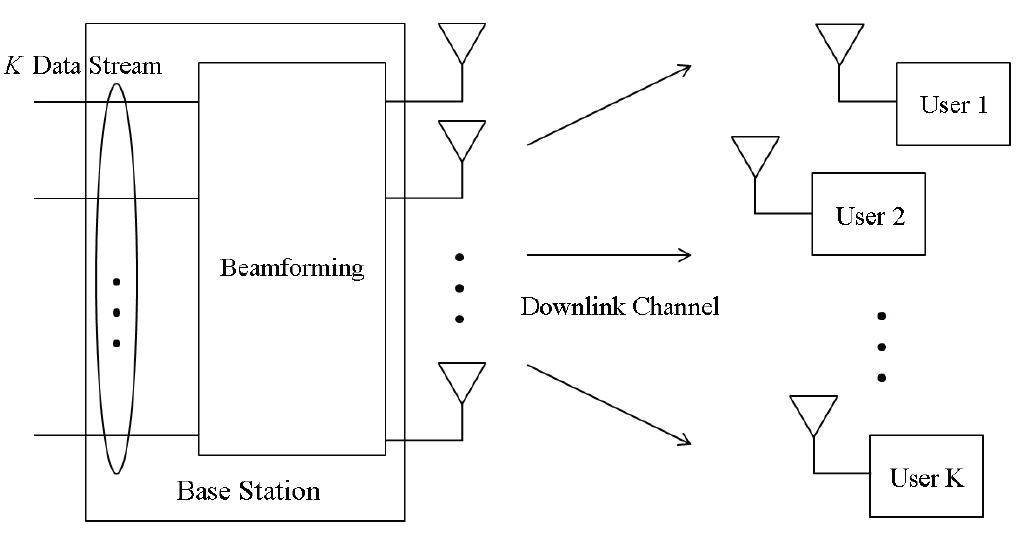 K Data Stream
User 1
User 2
Beamforming
Downlink Channel
User K
Base Station